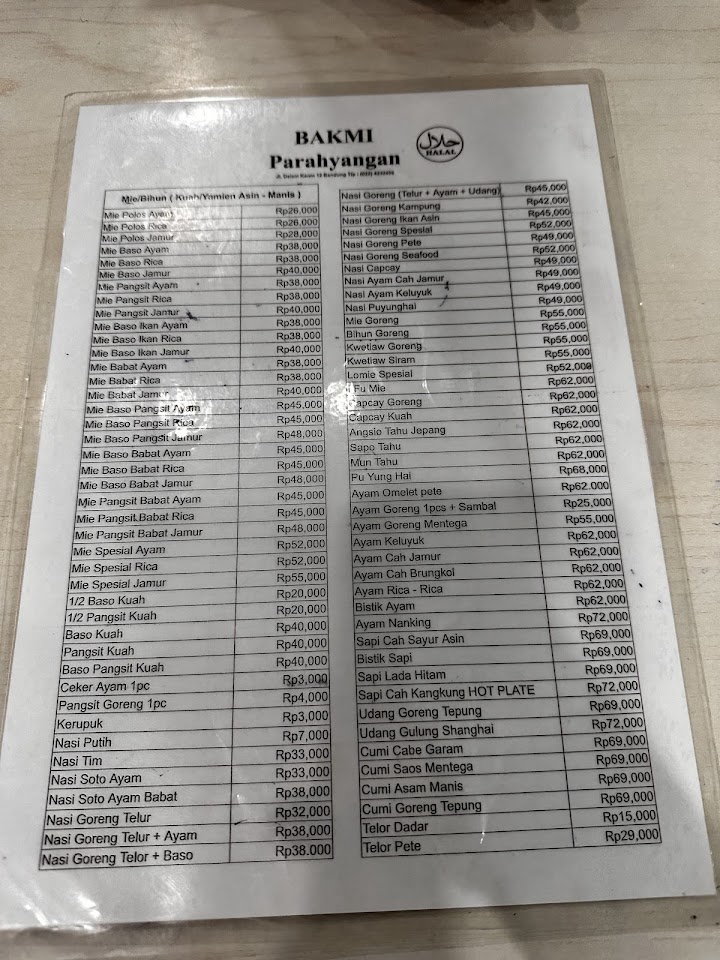 BAKMI
Parahyangan
حلال
HALAL
Mie/Bihun ( Kuah/Yamien Asin - Manis )
Mie Polos Ayam Rp26,000
Mie Polos Rica Rp26,000
Mie Polos Jamur Rp28,000
Mie Baso Ayam Rp38,000
Mie Baso Rica Rp38,000
Mie Baso Jamur Rp40,000
Mie Pangsit Ayam Rp38,000
Mie Pangsit Rica Rp38,000
Mie Pangsit Jamur Rp40,000
Mie Baso Ikan Ayam Rp38,000
Mie Baso Ikan Rica Rp38,000
Mie Baso Ikan Jamur Rp40,000
Mie Babat Ayam Rp38,000
Mie Babat Rica Rp38,000
Mie Babat Jamur Rp40,000
Mie Baso Pangsit Ayam Rp45,000
Mie Baso Pangsit Rica Rp45,000
Mie Baso Pangsit Jamur Rp48,000
Mie Baso Babat Ayam Rp45,000
Mie Baso Babat Rica Rp45,000
Mie Baso Babat Jamur Rp48,000
Mie Pangsit Babat Ayam Rp45,000
Mie Pangsit Babat Rica Rp45,000
Mie Pangsit Babat Jamur Rp48,000
Mie Spesial Ayam Rp52,000
Mie Spesial Rica Rp52,000
Mie Spesial Jamur Rp55,000
1/2 Baso Kuah Rp20,000
1/2 Pangsit Kuah Rp20,000
Baso Kuah Rp40,000
Pangsit Kuah Rp40,000
Baso Pangsit Kuah Rp40,000
Ceker Ayam 1pc Rp3,000
Pangsit Goreng 1pc Rp4,000
Kerupuk Rp3,000
Nasi Putih Rp7,000
Nasi Tim Rp33,000
Nasi Soto Ayam Rp33,000
Nasi Soto Ayam Babat Rp38,000
Nasi Goreng Telur Rp32,000
Nasi Goreng Telur + Ayam Rp38,000
Nasi Goreng Telor + Baso Rp38.000
Nasi Goreng (Telur + Ayam + Udang) Rp45,000
Nasi Goreng Kampung Rp42,000
Nasi Goreng Ikan Asin Rp45,000
Nasi Goreng Spesial Rp52,000
Nasi Goreng Pete Rp49,000
Nasi Goreng Seafood Rp52,000
Nasi Capcay Rp49,000
Nasi Ayam Cah Jamur Rp49,000
Nasi Ayam Keluyuk Rp49,000
Nasi Puyunghai Rp49,000
Mie Goreng Rp55,000
Bihun Goreng Rp55,000
Kwetiaw Goreng Rp55,000
Kwetiaw Siram Rp55,000
Lomie Spesial Rp52,000
Fu Mie Rp62,000
Capcay Goreng Rp62,000
Capcay Kuah Rp62,000
Angsio Tahu Jepang Rp62,000
Sapo Tahu Rp62,000
Mun Tahu Rp62,000
Pu Yung Hai Rp68,000
Ayam Omelet pete Rp62.000
Ayam Goreng 1pcs + Sambal Rp25,000
Ayam Goreng Mentega Rp55,000
Ayam Keluyuk Rp62,000
Ayam Cah Jamur Rp62,000
Ayam Cah Brungkol Rp62,000
Ayam Rica - Rica Rp62,000
Bistik Ayam Rp62,000
Ayam Nanking Rp72,000
Sapi Cah Sayur Asin Rp69,000
Bistik Sapi Rp69,000
Sapi Lada Hitam Rp69,000
Sapi Cah Kangkung HOT PLATE Rp72,000
Udang Goreng Tepung Rp69,000
Udang Gulung Shanghai Rp72,000
Cumi Cabe Garam Rp69,000
Cumi Saos Mentega Rp69,000
Cumi Asam Manis Rp69,000
Cumi Goreng Tepung Rp69,000
Telor Dadar Rp15,000
Telor Pete Rp29,000